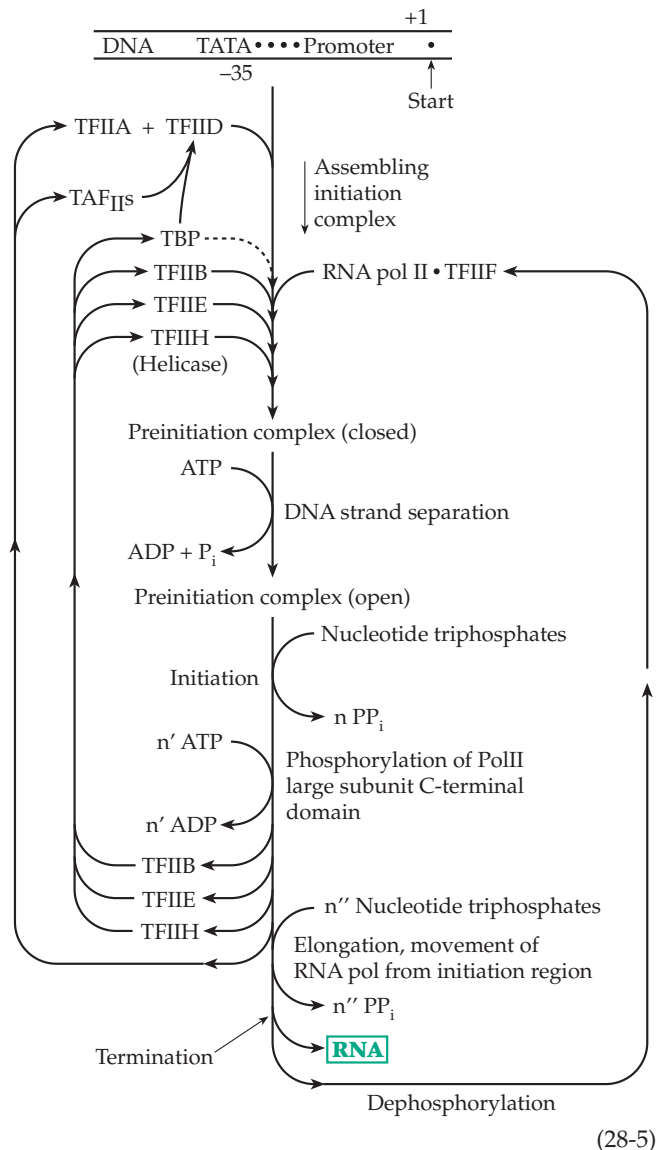 +1
DNA TATA •••• Promoter •
–35
Start
TFIIA + TFIID
Assembling
initiation
complex
TAFIIs
TBP
TFIIB
RNA pol II • TFIIF
TFIIE
TFIIH
(Helicase)
Preinitiation complex (closed)
ATP
DNA strand separation
ADP + Pi
Preinitiation complex (open)
Nucleotide triphosphates
Initiation
n PPi
n' ATP
Phosphorylation of PolII
large subunit C-terminal
domain
n' ADP
TFIIB
TFIIE
n'' Nucleotide triphosphates
TFIIH
Elongation, movement of
RNA pol from initiation region
n'' PPi
RNA
Termination
Dephosphorylation
(28-5)